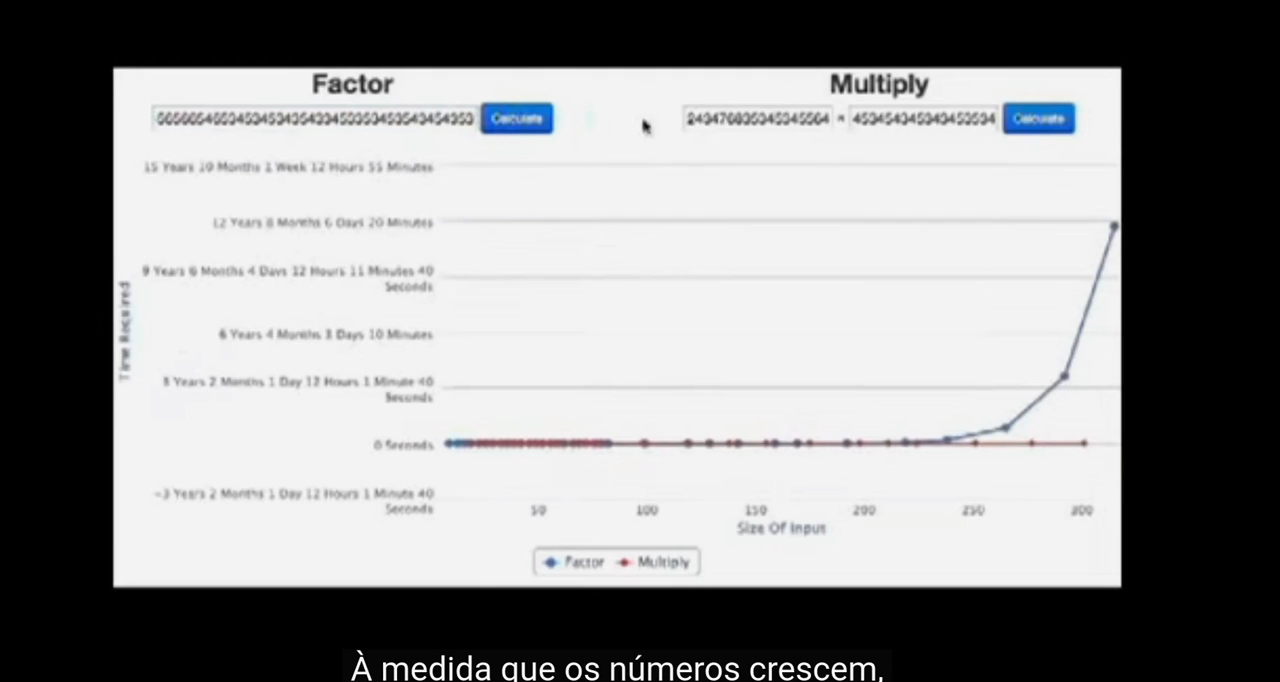 Factor
Multiply
Calculate
243476835345345564
453454345343453534
Calculate
15 Years 10 Months 1 Week 12 Hours 55 Minutes
12 Years 8 Months 6 Days 20 Minutes
9 Years 6 Months 4 Days 12 Hours 11 Minutes 40
Seconds
6 Years 4 Months 3 Days 10 Minutes
3 Years 2 Months 1 Day 12 Hours 1 Minute 40
Seconds
0 Seconds
-3 Years 2 Months 1 Day 12 Hours 1 Minute 40
Seconds
Time Required
50
100
150
200
250
300
Size Of Input
Factor
Multiply
À medida que os números crescem,